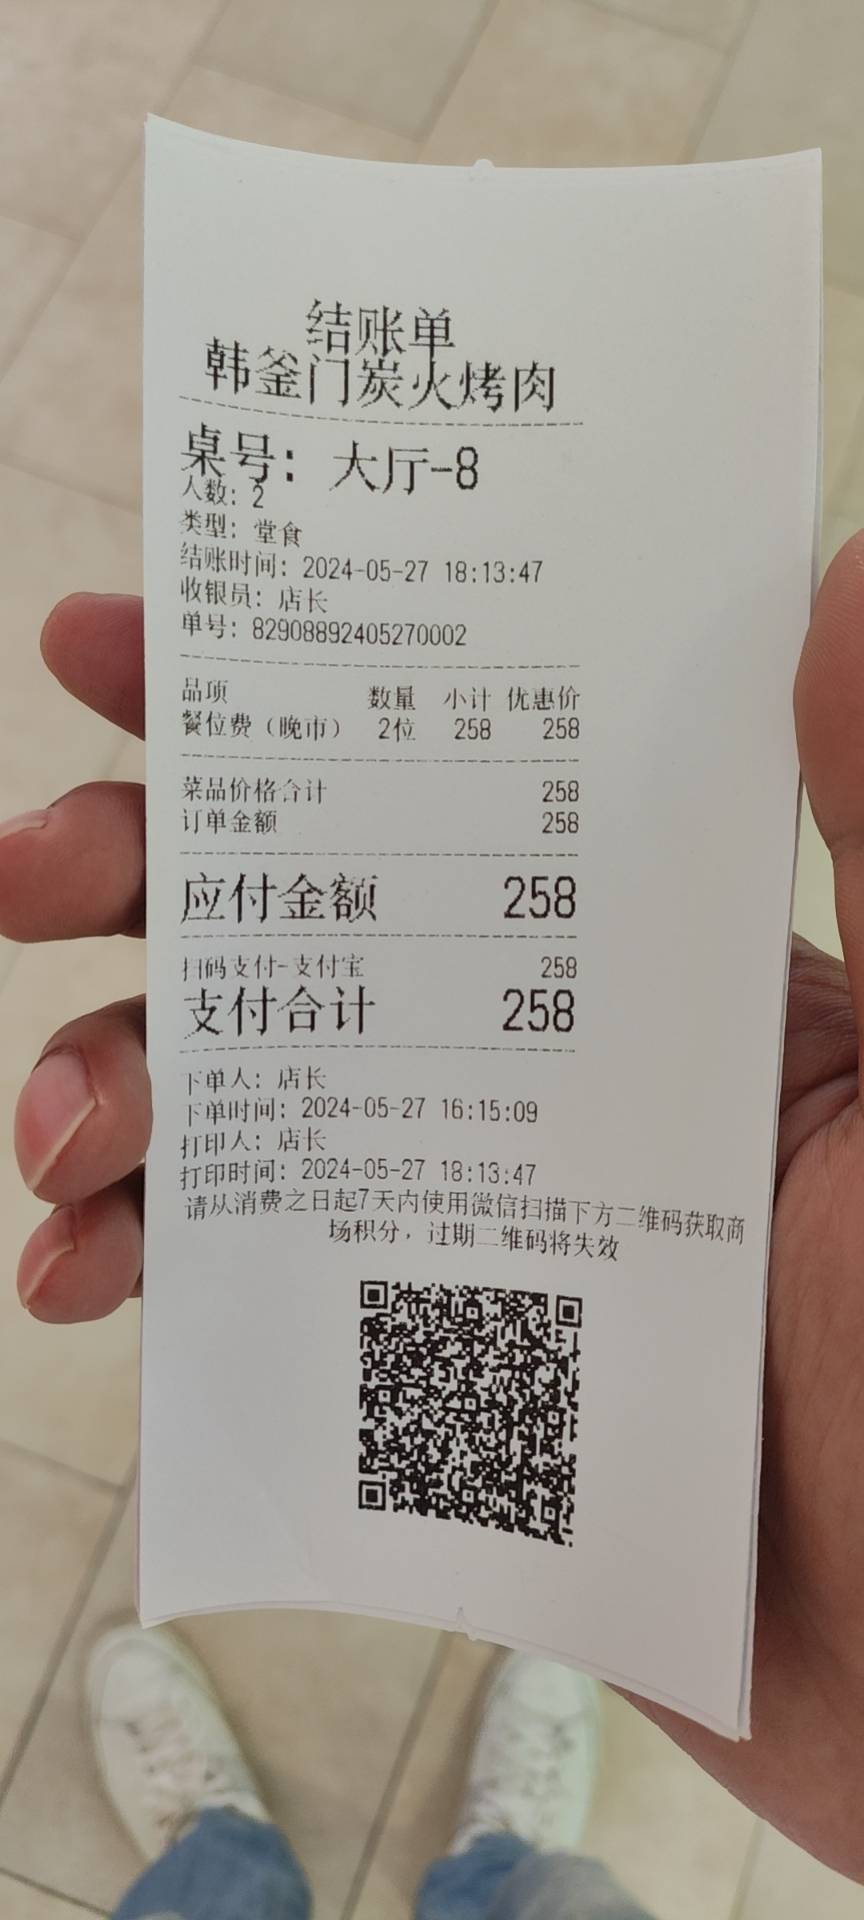 结账单
韩釜门炭火烤肉
桌号：大厅-8
人数：2
类型：堂食
结账时间：2024-05-27 18:13:47
收银员：店长
单号：82908892405270002
品项 数量 小计 优惠价
餐位费（晚市） 2位 258 258
菜品价格合计 258
订单金额 258
应付金额 258
扫码支付-支付宝 258
支付合计 258
下单人：店长
下单时间：2024-05-27 16:15:09
打印人：店长
打印时间：2024-05-27 18:13:47
请从消费之日起7天内使用微信扫描下方二维码获取商
场积分，过期二维码将失效